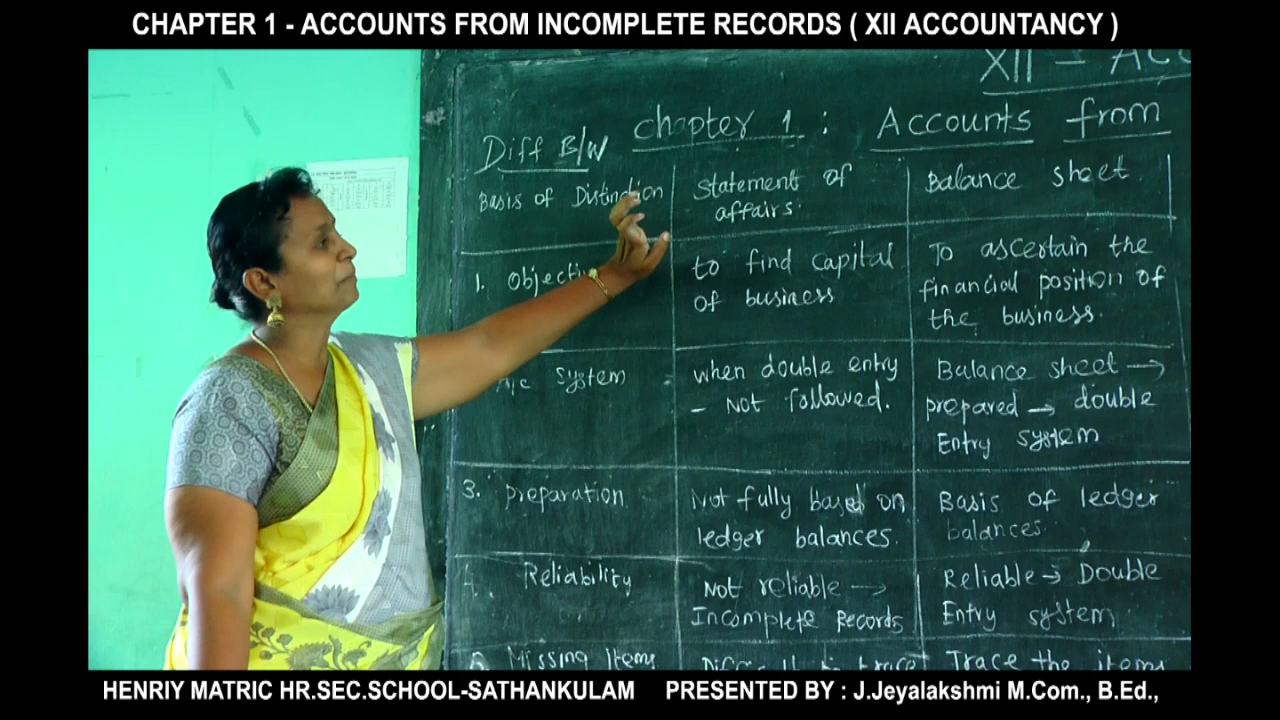 CHAPTER 1 - ACCOUNTS FROM INCOMPLETE RECORDS ( XII ACCOUNTANCY )
XII - ACC
chapter 1 : Accounts from
Diff B/W
Basis of Distinction
Statement of
affairs.
Balance sheet
1. Objecti
to find capital
of business
To ascertain the
financial position of
the business.
A/c system
when double entry
- Not followed.
Balance sheet →
prepared → double
Entry system
3. preparation
Not fully based on
ledger balances.
Basis of ledger
balances.
4. Reliability
Not reliable →
Incomplete Records
Reliable → Double
Entry system
Missing items
Trace the items
HENRIY MATRIC HR.SEC.SCHOOL-SATHANKULAM PRESENTED BY : J.Jeyalakshmi M.Com., B.Ed.,